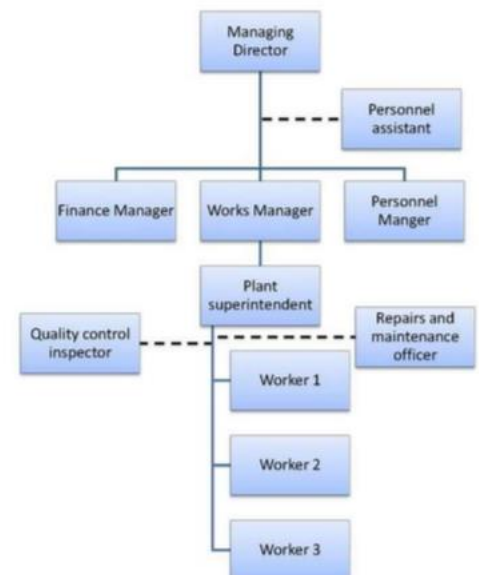 Managing
Director
Personnel
assistant
Finance Manager
Works Manager
Personnel
Manger
Plant
superintendent
Quality control
inspector
Repairs and
maintenance
officer
Worker 1
Worker 2
Worker 3